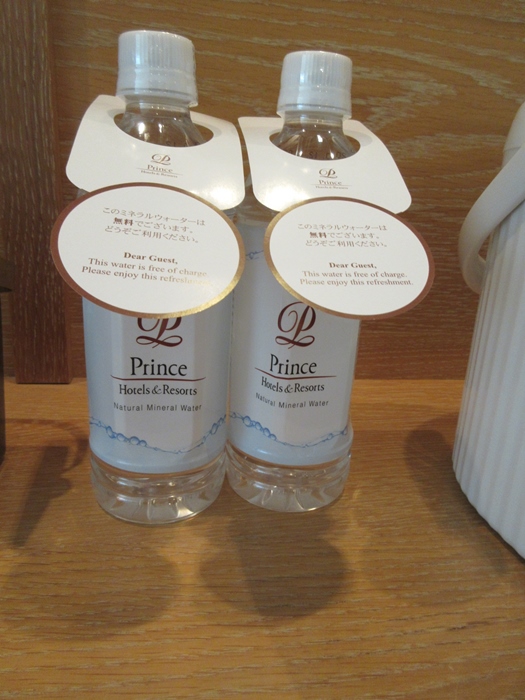 Prince
Hotels & Resorts
このミネラルウォーターは
無料でございます。
どうぞご利用ください。
Dear Guest,
This water is free of charge.
Please enjoy this refreshment.
Prince
Hotels & Resorts
Natural Mineral Water
Prince
Hotels & Resorts
このミネラルウォーターは
無料でございます。
どうぞご利用ください。
Dear Guest,
This water is free of charge.
Please enjoy this refreshment.
Prince
Hotels & Resorts
Natural Mineral Water